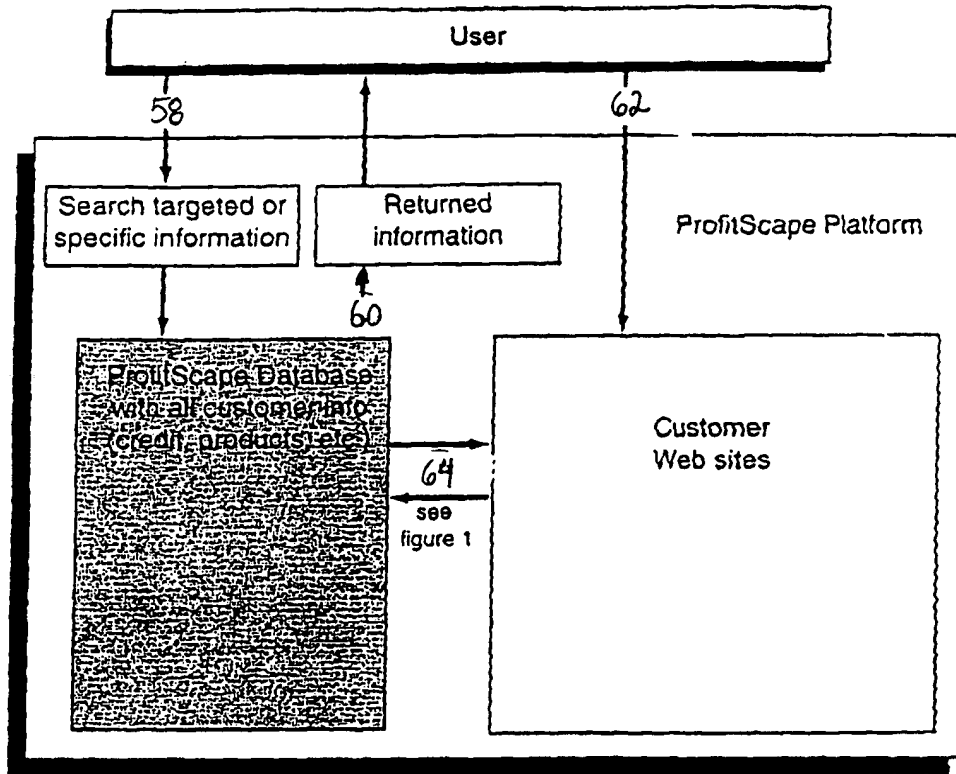 User
58
62
Search targeted or
specific information
Returned
information
ProfitScape Platform
60
ProfitScape Database
with all customer info
(credit, products, etc.)
64
see
figure 1
Customer
Web sites